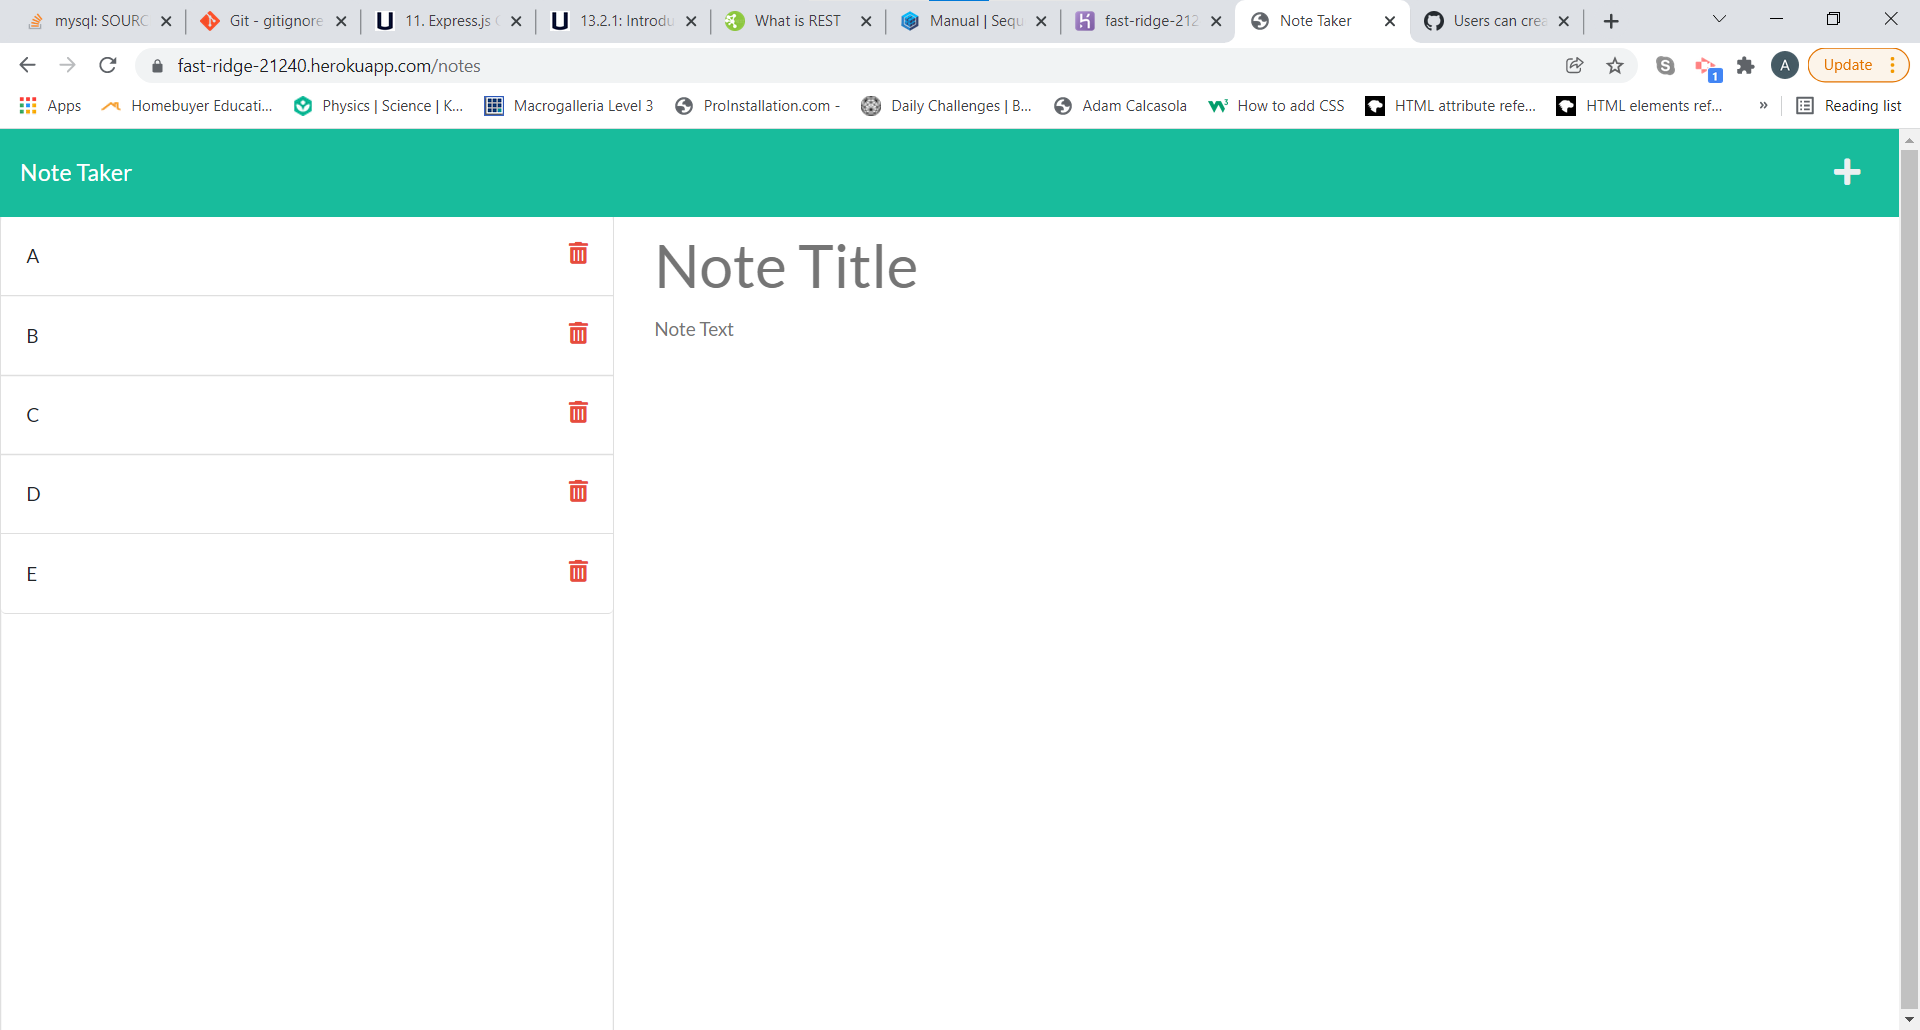 mysql: SOURC
Git - gitignore
11. Express.js
13.2.1: Introdu
What is REST
Manual | Sequ
fast-ridge-212
Note Taker
Users can crea
fast-ridge-21240.herokuapp.com/notes
1
A
Update
Apps
Homebuyer Educati...
Physics | Science | K...
Macrogalleria Level 3
ProInstallation.com -
Daily Challenges | B...
Adam Calcasola
How to add CSS
HTML attribute refe...
HTML elements ref...
»
Reading list
Note Taker
A
B
C
D
E
Note Title
Note Text